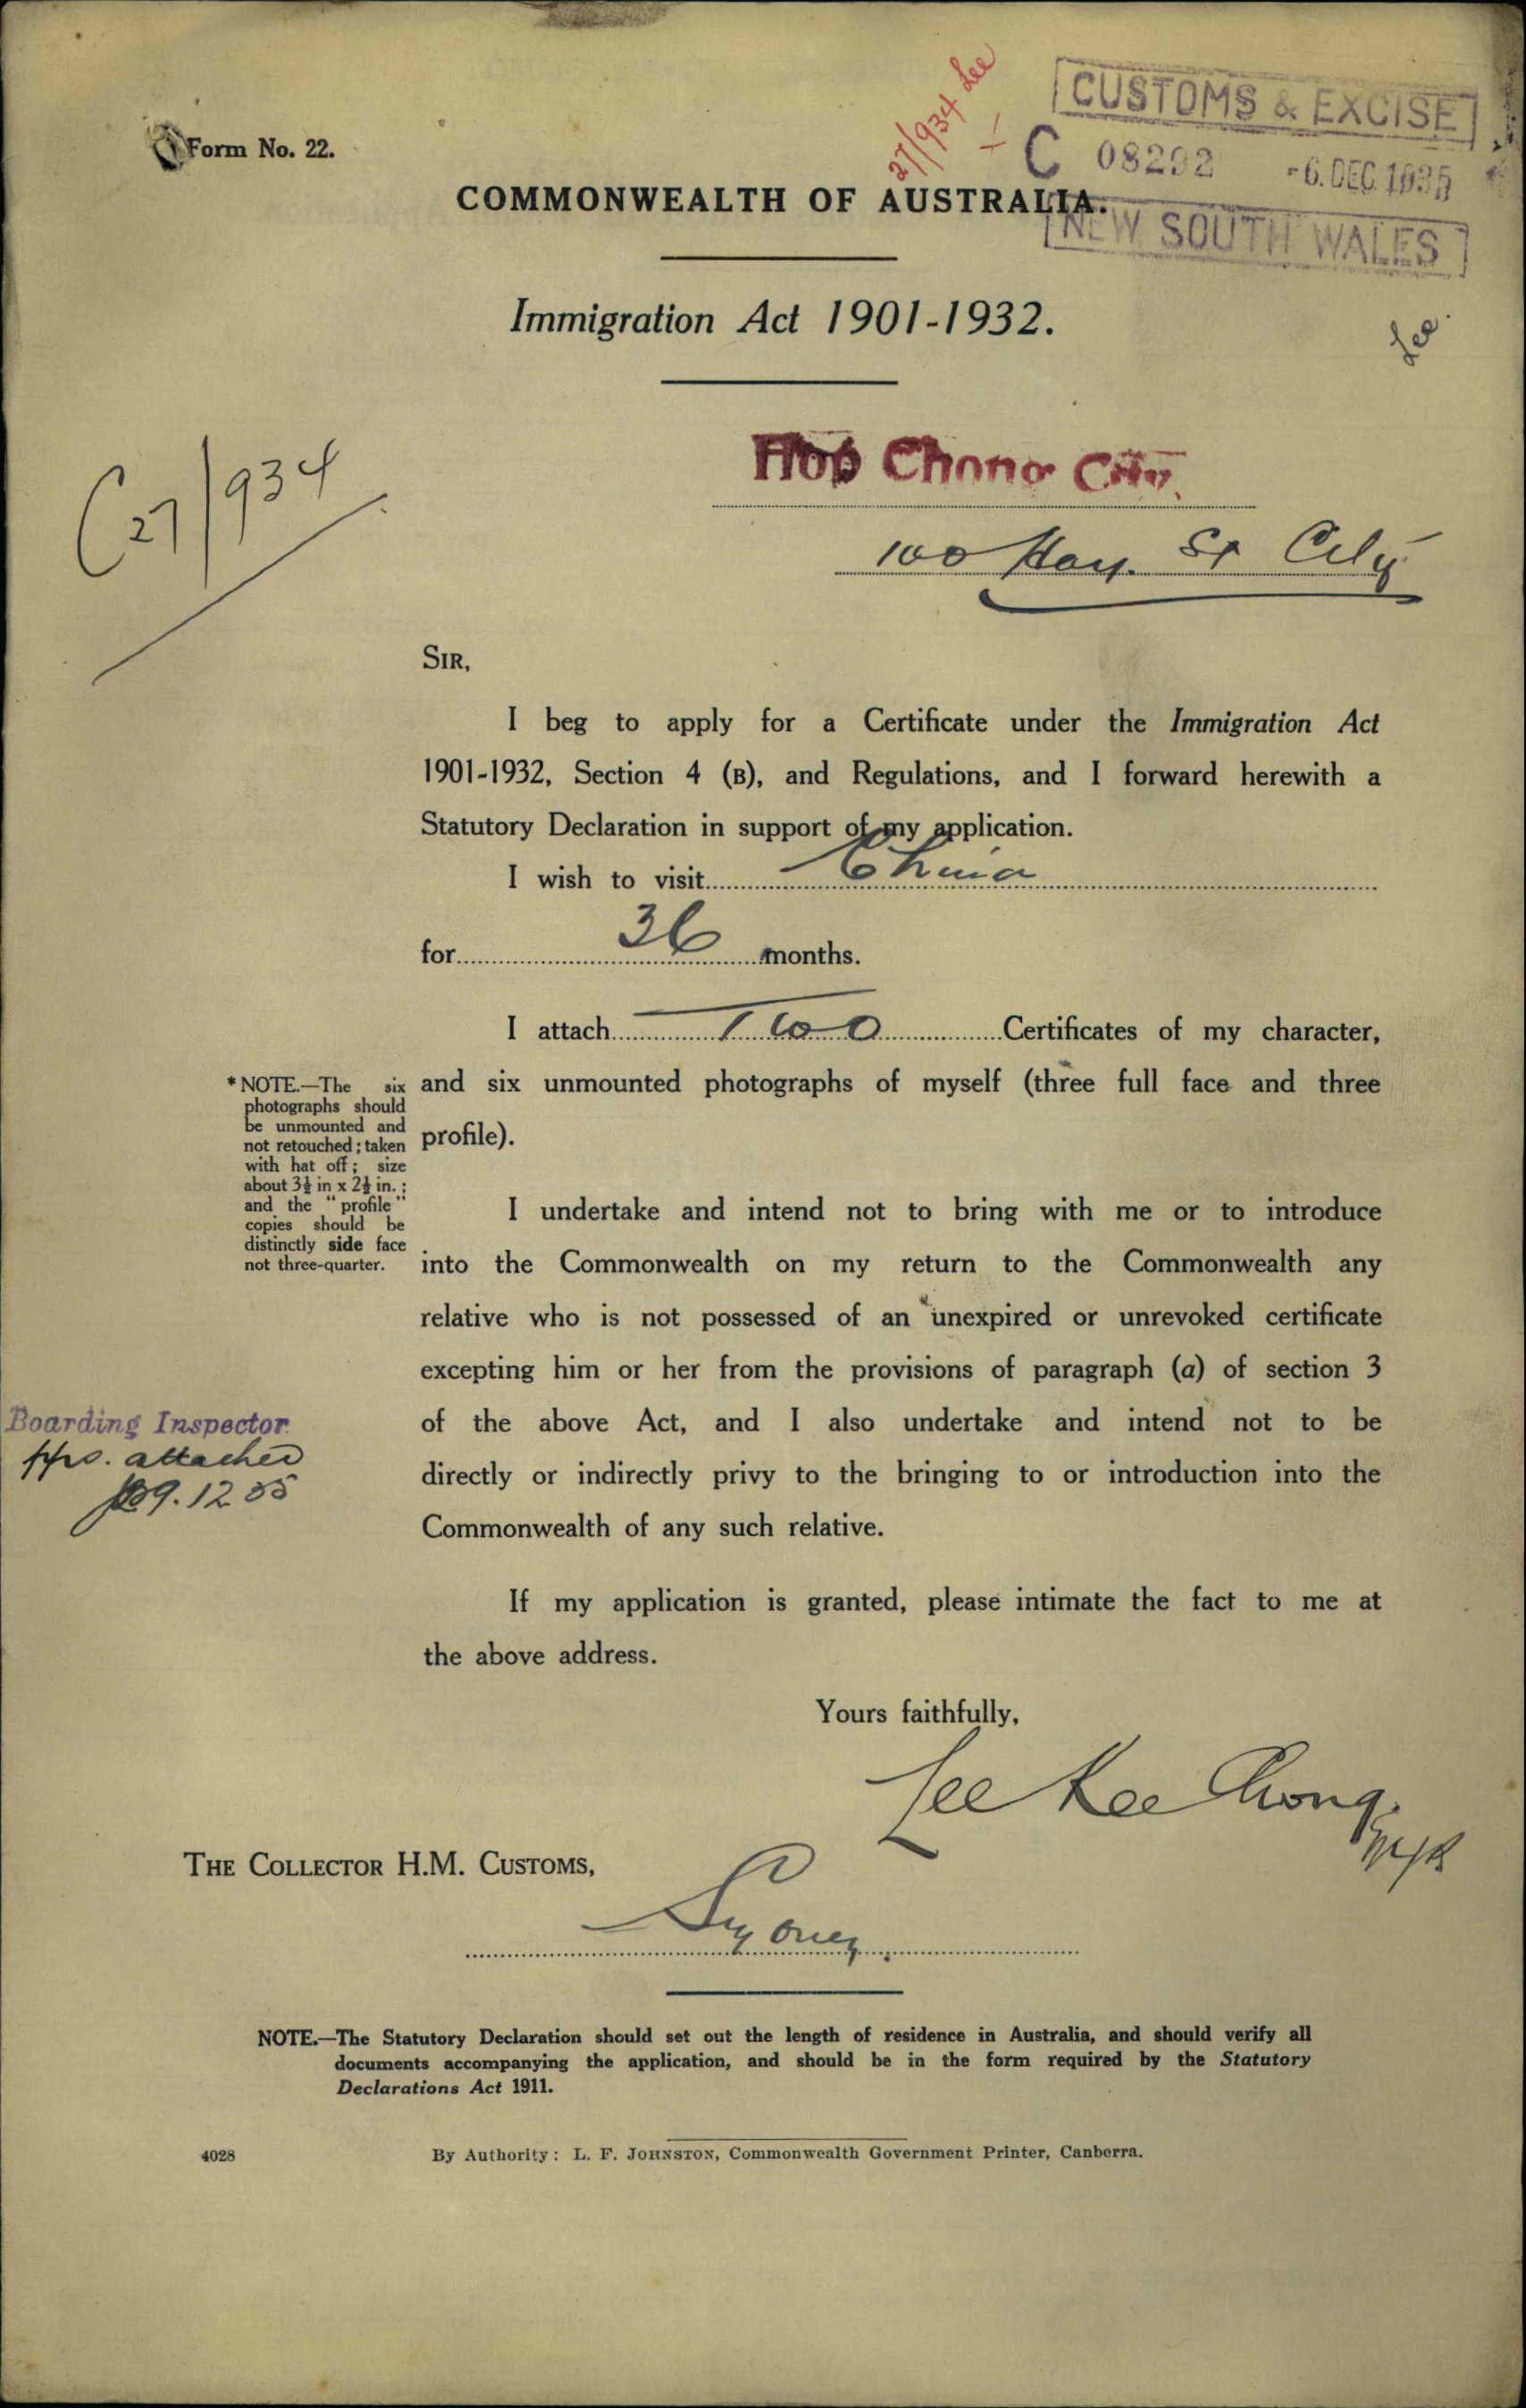 27/934 Lee
CUSTOMS & EXCISE
C 08292 -6. DEC. 1935
NEW SOUTH WALES
Form No. 22.
COMMONWEALTH OF AUSTRALIA.
Immigration Act 1901-1932.
Lee
C27/934
Hop Chong City.
100 Hay. St City
SIR,
I beg to apply for a Certificate under the Immigration Act
1901-1932, Section 4 (B), and Regulations, and I forward herewith a
Statutory Declaration in support of my application.
I wish to visit China
for 36 months.
I attach Two Certificates of my character,
and six unmounted photographs of myself (three full face and three
profile).
* NOTE.—The six
photographs should
be unmounted and
not retouched; taken
with hat off; size
about 3½ in x 2½ in.;
and the "profile"
copies should be
distinctly side face
not three-quarter.
I undertake and intend not to bring with me or to introduce
into the Commonwealth on my return to the Commonwealth any
relative who is not possessed of an unexpired or unrevoked certificate
excepting him or her from the provisions of paragraph (a) of section 3
of the above Act, and I also undertake and intend not to be
directly or indirectly privy to the bringing to or introduction into the
Commonwealth of any such relative.
Boarding Inspector
attached
9.12.35
If my application is granted, please intimate the fact to me at
the above address.
Yours faithfully,
Lee Kee Chong.
THE COLLECTOR H.M. CUSTOMS,
Sydney.
NOTE.—The Statutory Declaration should set out the length of residence in Australia, and should verify all
documents accompanying the application, and should be in the form required by the Statutory
Declarations Act 1911.
4028
By Authority: L. F. JOHNSTON, Commonwealth Government Printer, Canberra.